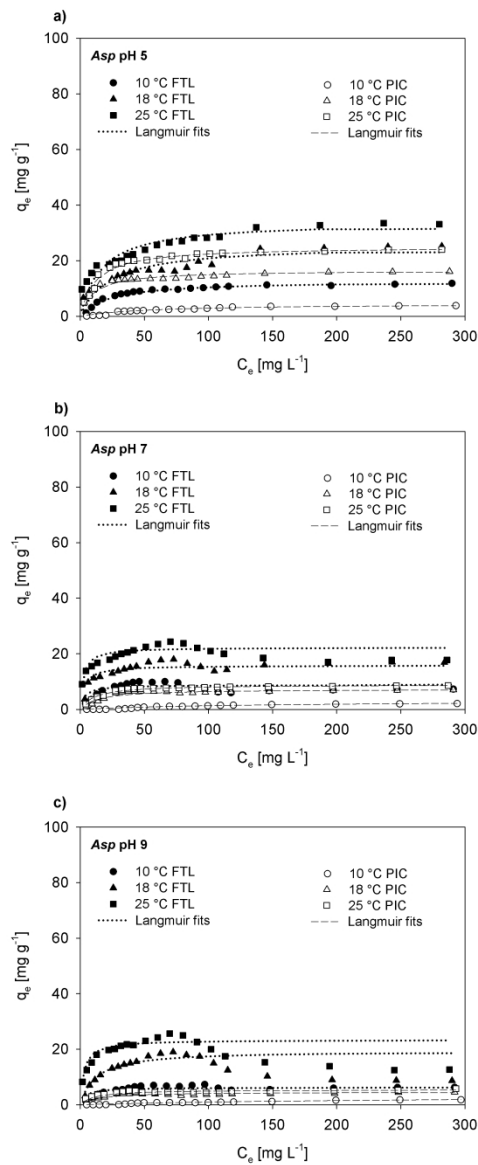 a)
Asp pH 5
10 °C FTL
18 °C FTL
25 °C FTL
Langmuir fits
10 °C PIC
18 °C PIC
25 °C PIC
Langmuir fits
qe [mg g-1]
100
80
60
40
20
0
0 50 100 150 200 250 300
Ce [mg L-1]
b)
Asp pH 7
10 °C FTL
18 °C FTL
25 °C FTL
Langmuir fits
10 °C PIC
18 °C PIC
25 °C PIC
Langmuir fits
qe [mg g-1]
100
80
60
40
20
0
0 50 100 150 200 250 300
Ce [mg L-1]
c)
Asp pH 9
10 °C FTL
18 °C FTL
25 °C FTL
Langmuir fits
10 °C PIC
18 °C PIC
25 °C PIC
Langmuir fits
qe [mg g-1]
100
80
60
40
20
0
0 50 100 150 200 250 300
Ce [mg L-1]